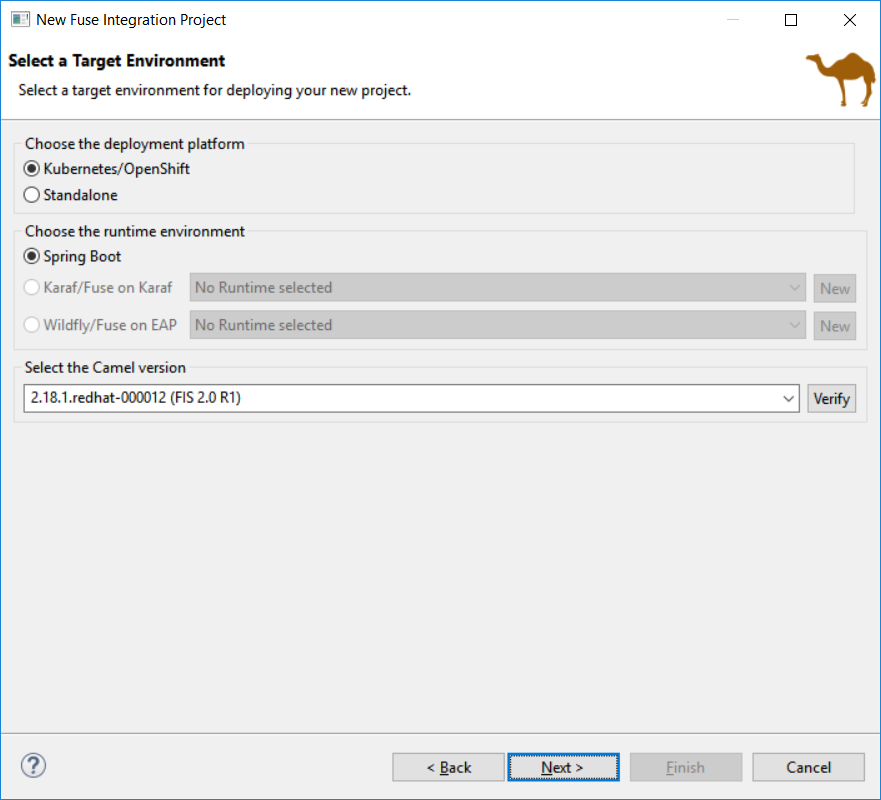 New Fuse Integration Project
Select a Target Environment
Select a target environment for deploying your new project.
Choose the deployment platform
Kubernetes/OpenShift
Standalone
Choose the runtime environment
Spring Boot
Karaf/Fuse on Karaf No Runtime selected New
Wildfly/Fuse on EAP No Runtime selected New
Select the Camel version
2.18.1.redhat-000012 (FIS 2.0 R1) Verify
? < Back Next > Finish Cancel